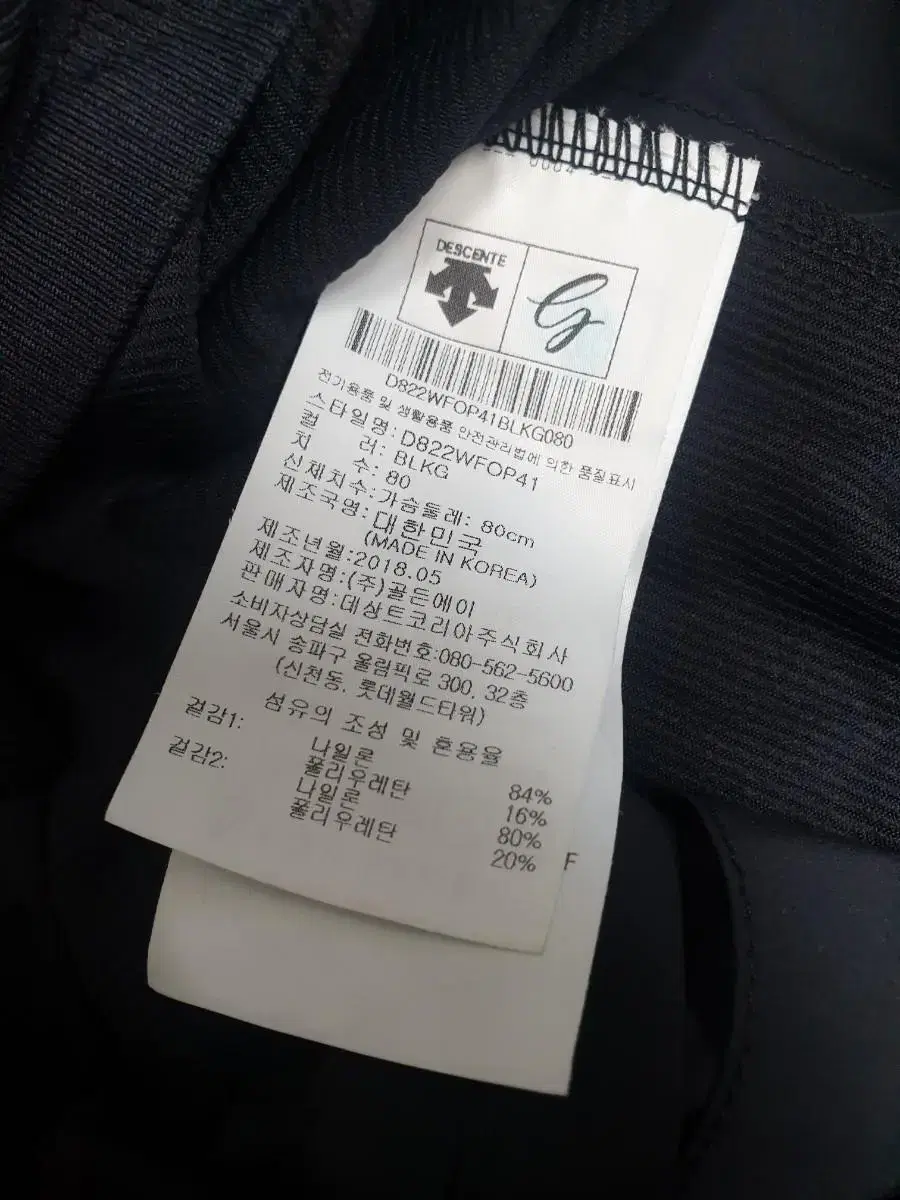 0004
DESCENTE
G
D822WFOP41BLKG080
전기용품 및 생활용품 안전관리법에 의한 품질표시
스타일명: D822WFOP41
컬 러: BLKG
치 수: 80
신체치수:가슴둘레: 80cm
제조국명: 대한민국
(MADE IN KOREA)
제조년월:2018.05
제조자명:(주)골든에이
판매자명:데상트코리아주식회사
소비자상담실 전화번호:080-562-5600
서울시 송파구 올림픽로 300, 32층
(신천동, 롯데월드타워)
섬유의 조성 및 혼용율
겉감1: 나일론 84%
폴리우레탄 16%
겉감2: 나일론 80%
폴리우레탄 20%
F